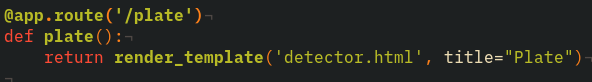 @app.route('/plate')¬
def plate():¬
    return render_template('detector.html', title="Plate")¬
¬